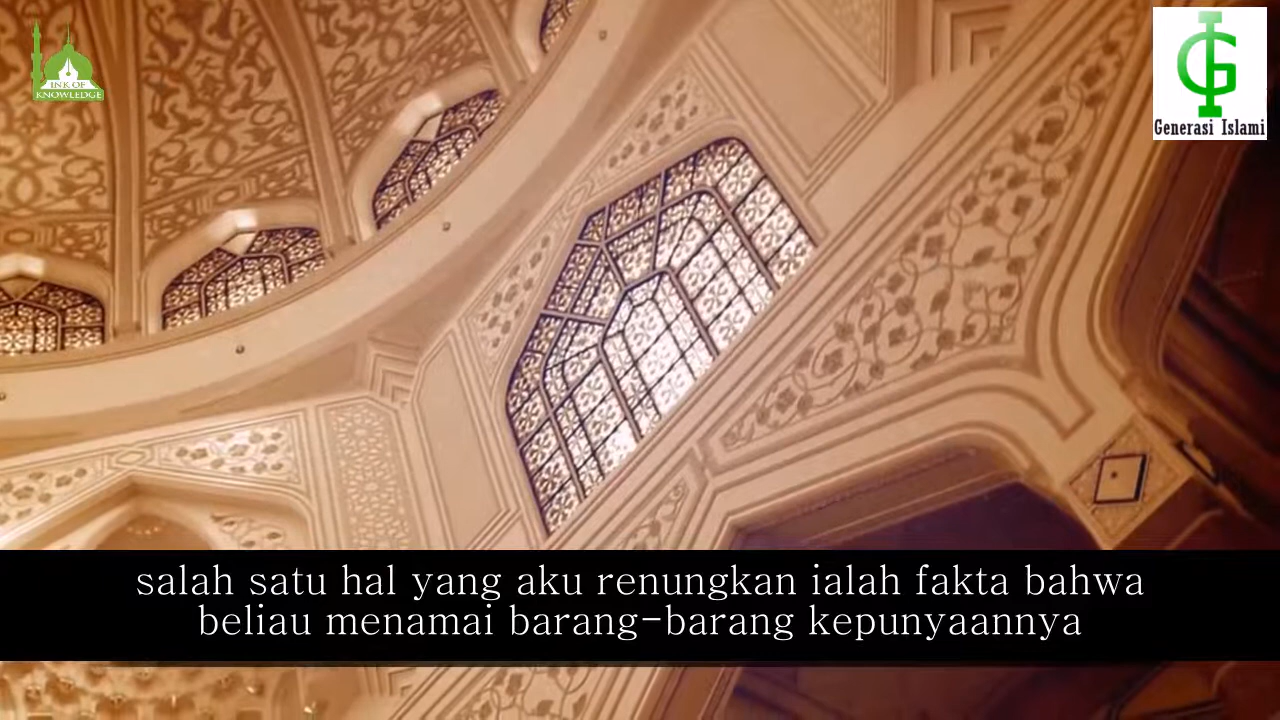 INK OF
KNOWLEDGE
GI
Generasi Islami
salah satu hal yang aku renungkan ialah fakta bahwa
beliau menamai barang-barang kepunyaannya